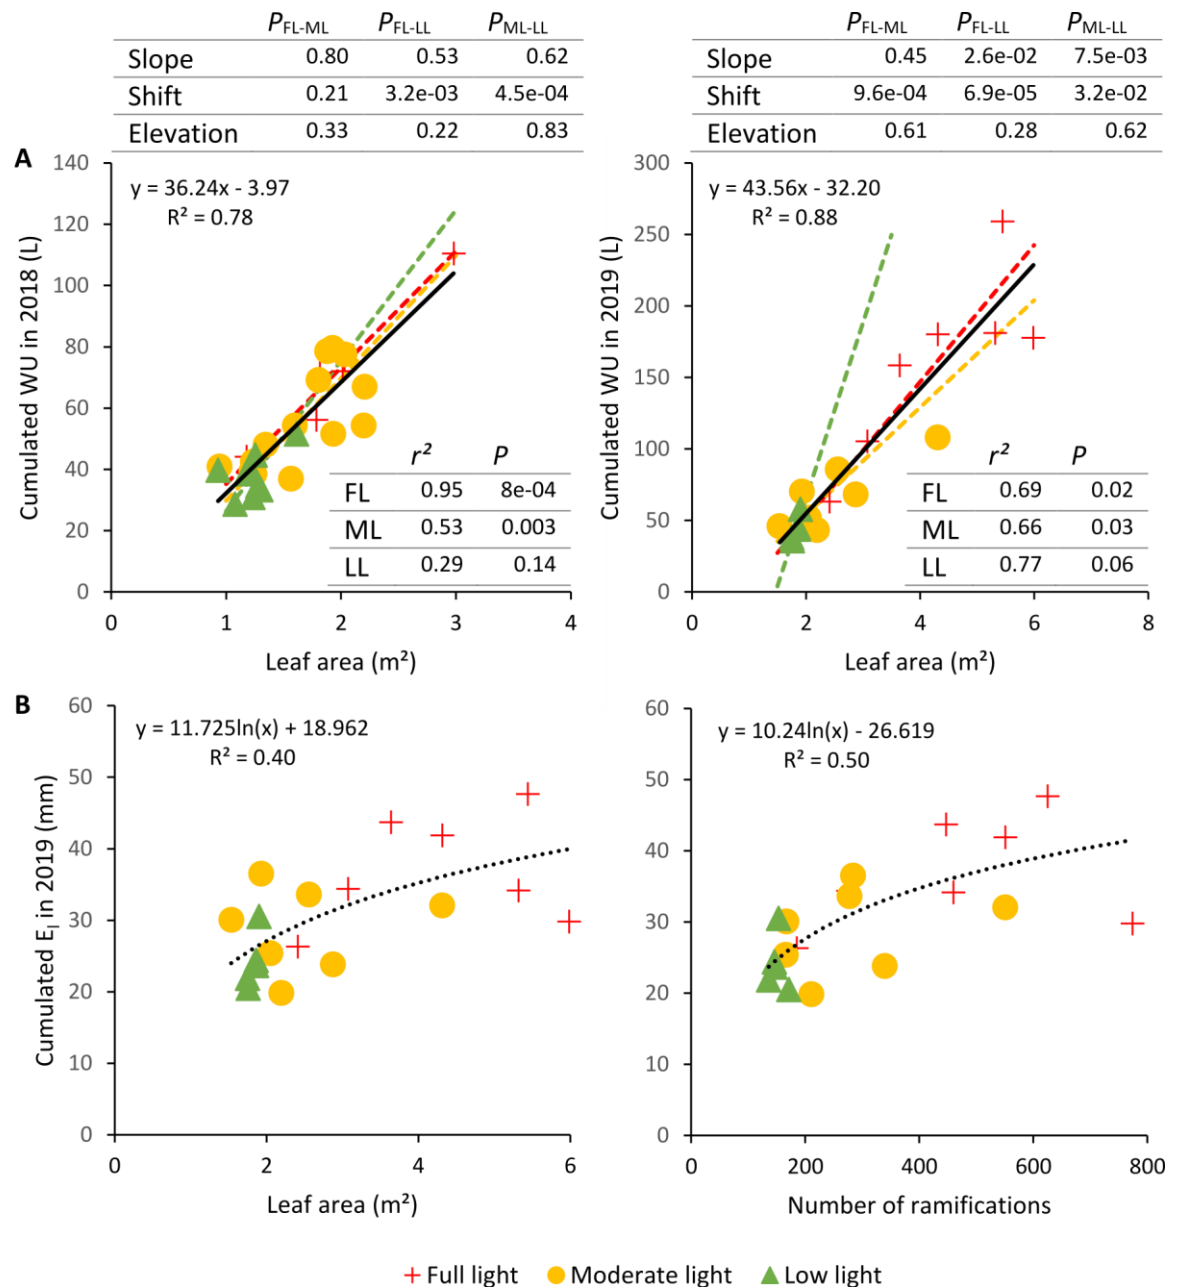 P FL-ML P FL-LL P ML-LL
Slope 0.80 0.53 0.62
Shift 0.21 3.2e-03 4.5e-04
Elevation 0.33 0.22 0.83
P FL-ML P FL-LL P ML-LL
Slope 0.45 2.6e-02 7.5e-03
Shift 9.6e-04 6.9e-05 3.2e-02
Elevation 0.61 0.28 0.62
A
Cumulated WU in 2018 (L)
140
120
100
80
60
40
20
0
y = 36.24x - 3.97
R² = 0.78
r² P
FL 0.95 8e-04
ML 0.53 0.003
LL 0.29 0.14
0 1 2 3 4
Leaf area (m²)
Cumulated WU in 2019 (L)
300
250
200
150
100
50
0
y = 43.56x - 32.20
R² = 0.88
r² P
FL 0.69 0.02
ML 0.66 0.03
LL 0.77 0.06
0 2 4 6 8
Leaf area (m²)
B
Cumulated EI in 2019 (mm)
60
50
40
30
20
10
0
y = 11.725ln(x) + 18.962
R² = 0.40
0 2 4 6
Leaf area (m²)
60
50
40
30
20
10
0
y = 10.24ln(x) - 26.619
R² = 0.50
0 200 400 600 800
Number of ramifications
Full light Moderate light Low light